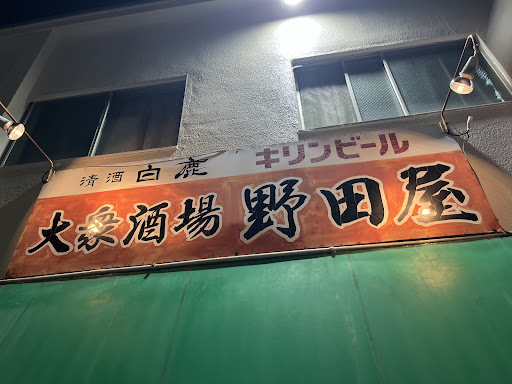 清酒 白鹿 キリンビール
大衆酒場 野田屋